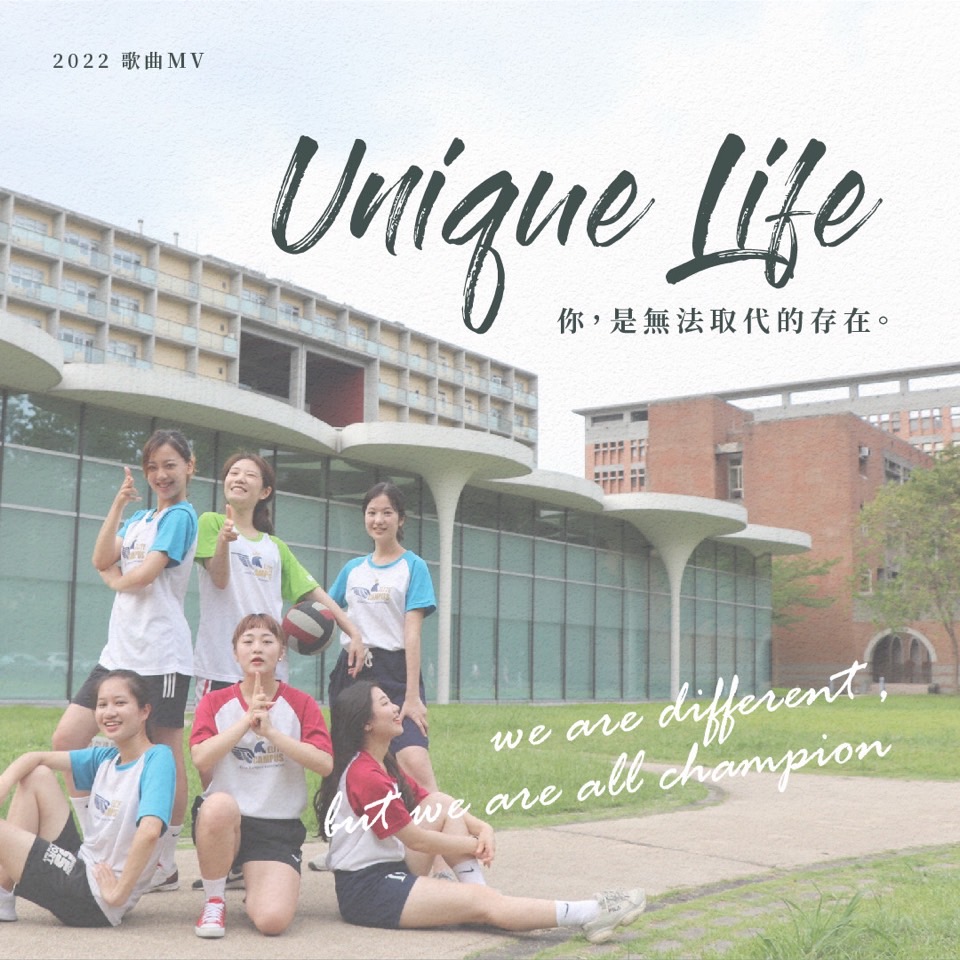 2022 歌曲MV
Unique Life
你，是無法取代的存在。
we are different ,
but we are all champion